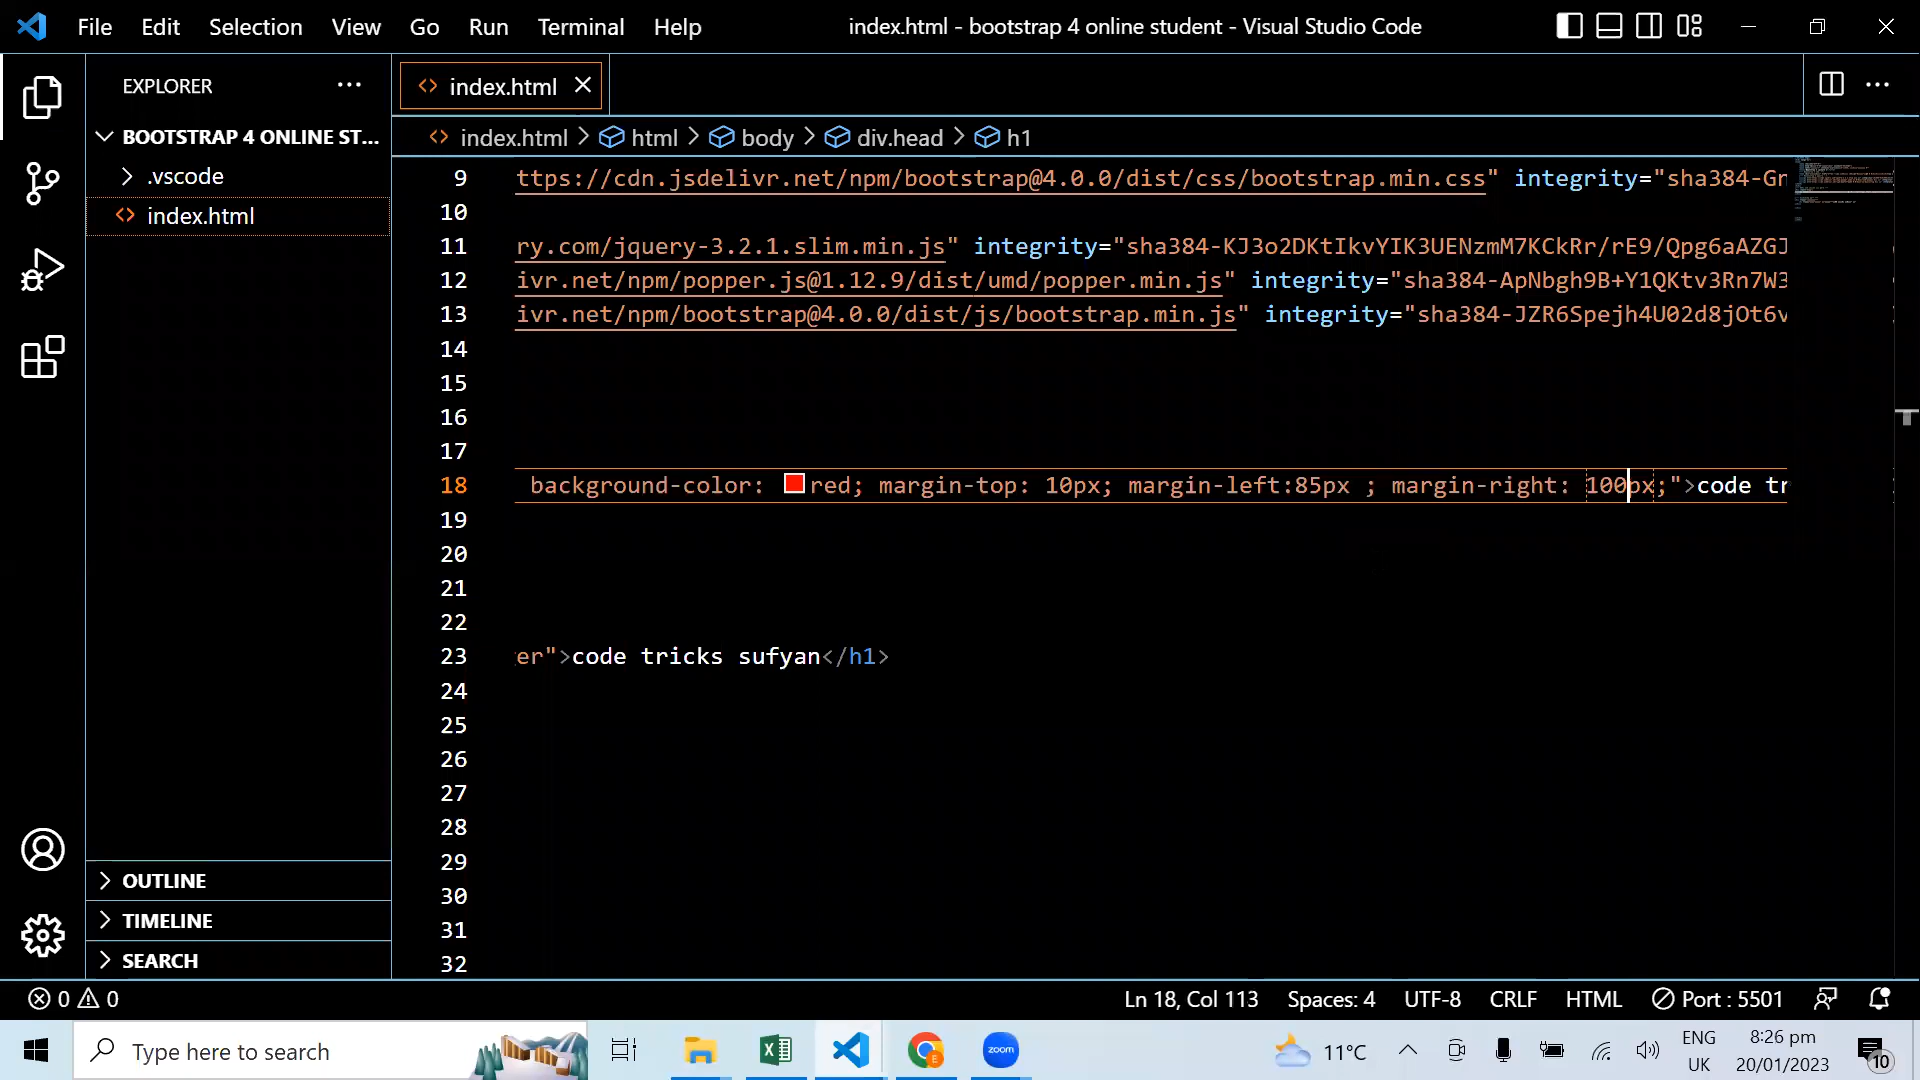 File Edit Selection View Go Run Terminal Help
index.html - bootstrap 4 online student - Visual Studio Code
EXPLORER
index.html
BOOTSTRAP 4 ONLINE ST...
.vscode
index.html
index.html > html > body > div.head > h1
9 ttps://cdn.jsdelivr.net/npm/bootstrap@4.0.0/dist/css/bootstrap.min.css" integrity="sha384-Gn
10
11 ry.com/jquery-3.2.1.slim.min.js" integrity="sha384-KJ3o2DKtIkvYIK3UENzmM7KCkRr/rE9/Qpg6aAZGJ
12 ivr.net/npm/popper.js@1.12.9/dist/umd/popper.min.js" integrity="sha384-ApNbgh9B+Y1QKtv3Rn7W3
13 ivr.net/npm/bootstrap@4.0.0/dist/js/bootstrap.min.js" integrity="sha384-JZR6Spejh4U02d8jOt6v
14
15
16
17
18 background-color: red; margin-top: 10px; margin-left:85px ; margin-right: 100px;">code tr
19
20
21
22
23 er">code tricks sufyan</h1>
24
25
26
27
28
29
30
31
32
OUTLINE
TIMELINE
SEARCH
0 0
Ln 18, Col 113 Spaces: 4 UTF-8 CRLF HTML Port : 5501
Type here to search
zoom
11°C
ENG
UK
8:26 pm
20/01/2023
10